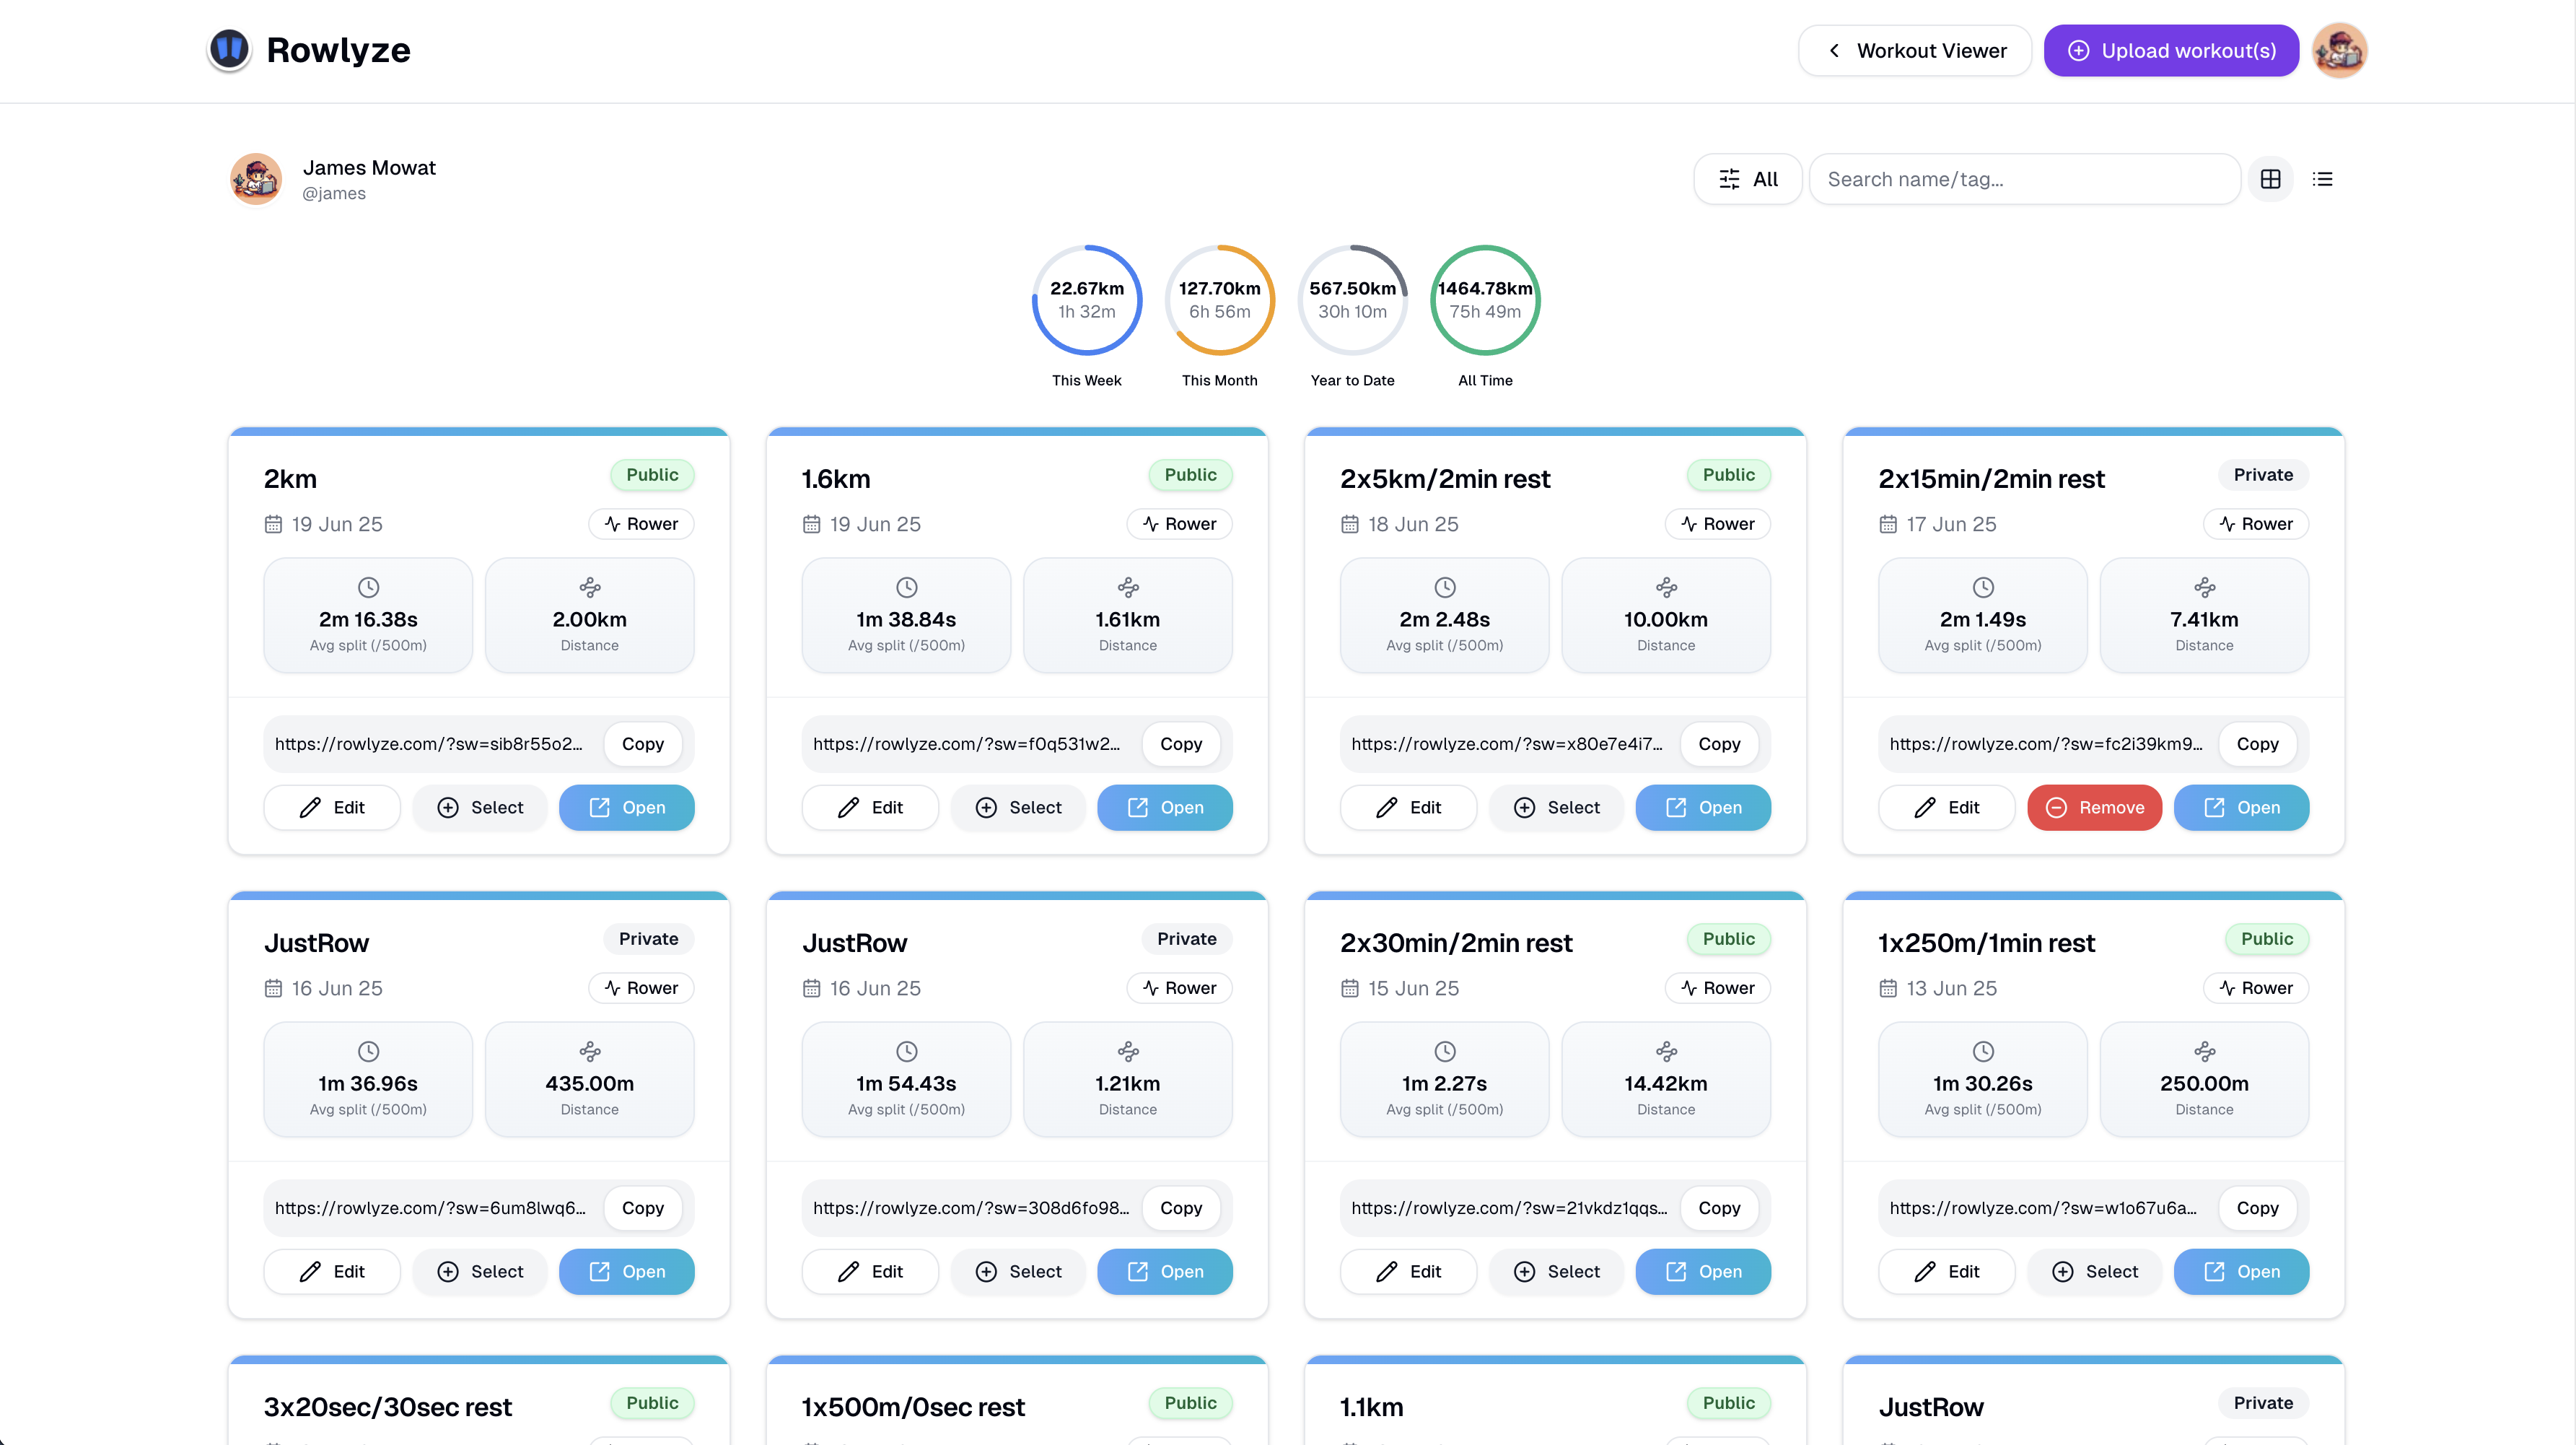 Rowlyze
Workout Viewer
Upload workout(s)
James Mowat
@james
All
Search name/tag...
22.67km
1h 32m
This Week
127.70km
6h 56m
This Month
567.50km
30h 10m
Year to Date
1464.78km
75h 49m
All Time
2km
Public
19 Jun 25
Rower
2m 16.38s
Avg split (/500m)
2.00km
Distance
https://rowlyze.com/?sw=sib8r55o2...
Copy
Edit
Select
Open
1.6km
Public
19 Jun 25
Rower
1m 38.84s
Avg split (/500m)
1.61km
Distance
https://rowlyze.com/?sw=f0q531w2...
Copy
Edit
Select
Open
2x5km/2min rest
Public
18 Jun 25
Rower
2m 2.48s
Avg split (/500m)
10.00km
Distance
https://rowlyze.com/?sw=x80e7e4i7...
Copy
Edit
Select
Open
2x15min/2min rest
Private
17 Jun 25
Rower
2m 1.49s
Avg split (/500m)
7.41km
Distance
https://rowlyze.com/?sw=fc2i39km9...
Copy
Edit
Remove
Open
JustRow
Private
16 Jun 25
Rower
1m 36.96s
Avg split (/500m)
435.00m
Distance
https://rowlyze.com/?sw=6um8lwq6...
Copy
Edit
Select
Open
JustRow
Private
16 Jun 25
Rower
1m 54.43s
Avg split (/500m)
1.21km
Distance
https://rowlyze.com/?sw=308d6fo98...
Copy
Edit
Select
Open
2x30min/2min rest
Public
15 Jun 25
Rower
1m 2.27s
Avg split (/500m)
14.42km
Distance
https://rowlyze.com/?sw=21vkdz1qqs...
Copy
Edit
Select
Open
1x250m/1min rest
Public
13 Jun 25
Rower
1m 30.26s
Avg split (/500m)
250.00m
Distance
https://rowlyze.com/?sw=w1o67u6a...
Copy
Edit
Select
Open
3x20sec/30sec rest
Public
1x500m/0sec rest
Public
1.1km
Public
JustRow
Private